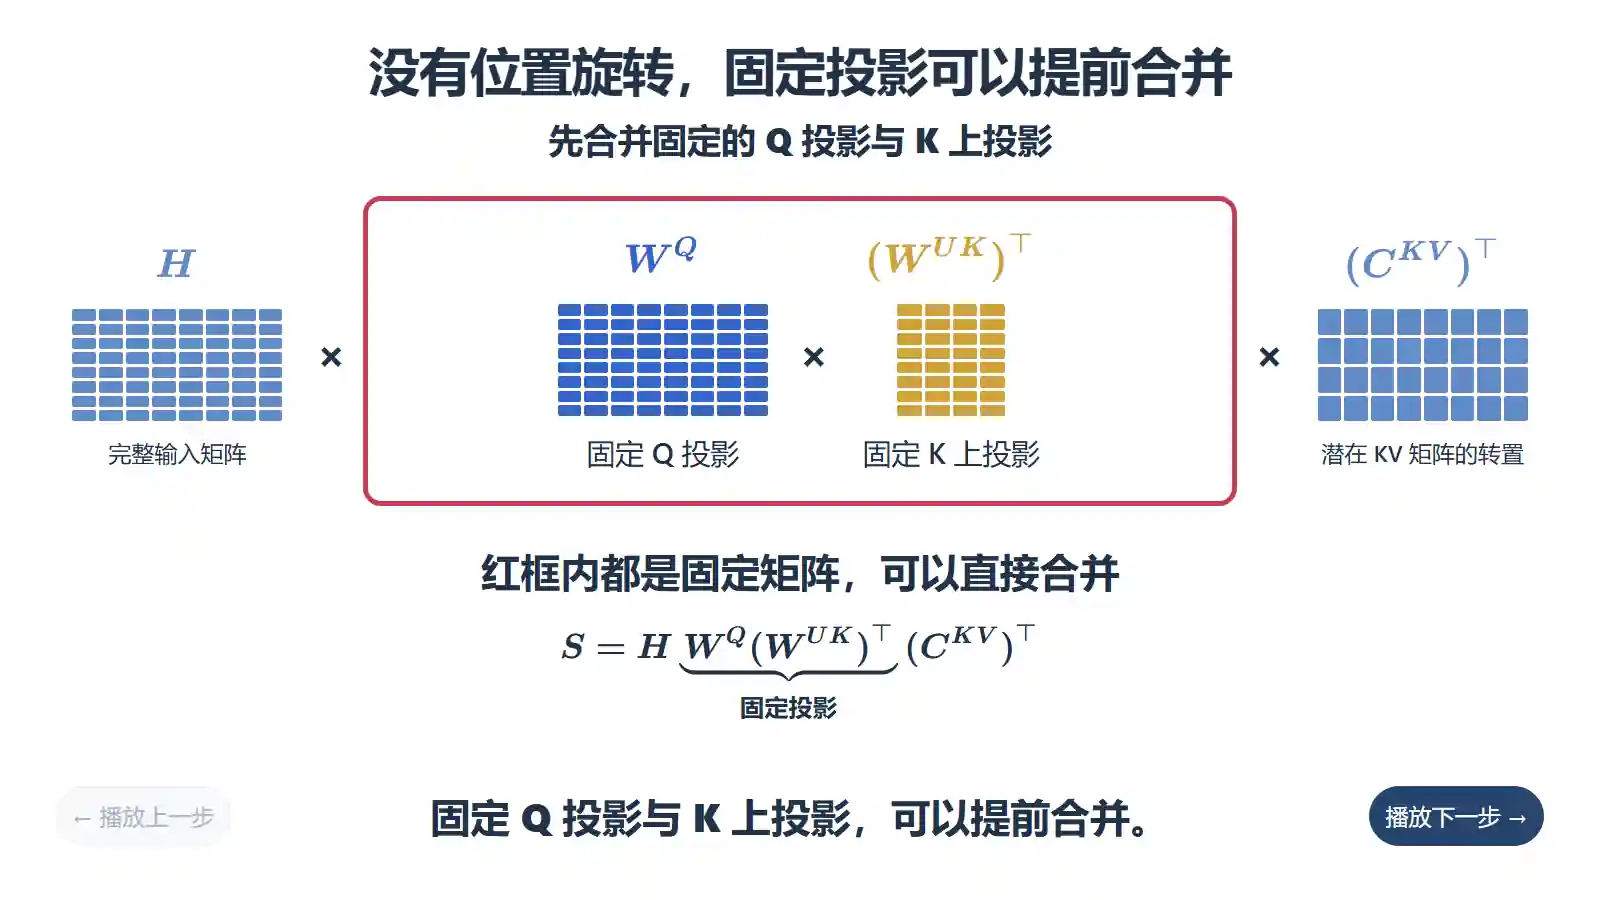 没有位置旋转，固定投影可以提前合并
先合并固定的 Q 投影与 K 上投影
H
W^Q
(W^{UK})^⊤
(C^{KV})^⊤
×
×
×
完整输入矩阵
固定 Q 投影
固定 K 上投影
潜在 KV 矩阵的转置
红框内都是固定矩阵，可以直接合并
S = H W^Q(W^{UK})^⊤ (C^{KV})^⊤
固定投影
← 播放上一步
固定 Q 投影与 K 上投影，可以提前合并。
播放下一步 →